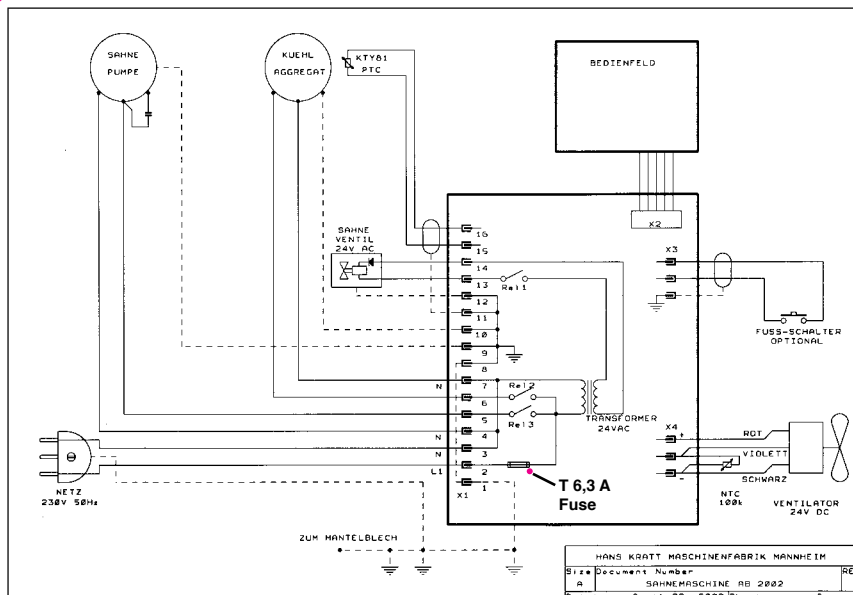 SAHNE
PUMPE
KUEHL
AGGREGAT
KTY81
PTC
BEDIENFELD
SAHNE
VENTIL
24V AC
X2
X3
16
15
14
13
Rel1
12
11
10
9
8
N
7
Rel2
6
Rel3
5
N
4
N
3
L1
2
X1
1
FUSS-SCHALTER
OPTIONAL
TRANSFORMER
24VAC
X4
+
-
ROT
VIOLETT
SCHWARZ
NTC
100k
VENTILATOR
24V DC
NETZ
230V 50Hz
T 6,3 A
Fuse
ZUM MANTELBLECH
HANS KRATT MASCHINENFABRIK MANNHEIM
Size
Document Number
RE
A
SAHNEMASCHINE AB 2002